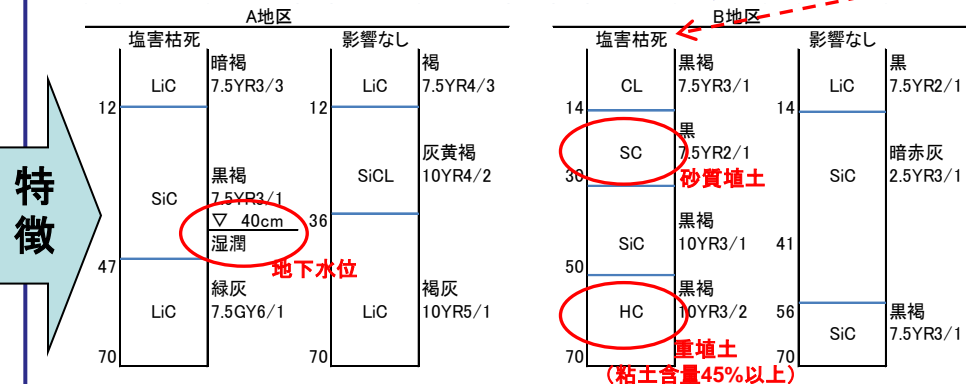 A地区
B地区
塩害枯死
影響なし
塩害枯死
影響なし
特徴
LiC
暗褐
7.5YR3/3
12
SiC
黒褐
7.5YR3/1
▽ 40cm
湿潤
地下水位
47
LiC
緑灰
7.5GY6/1
70
LiC
褐
7.5YR4/3
12
SiCL
灰黄褐
10YR4/2
36
LiC
褐灰
10YR5/1
70
CL
黒褐
7.5YR3/1
14
SC
黒
7.5YR2/1
砂質埴土
30
SiC
黒褐
10YR3/1
50
HC
黒褐
10YR3/2
重埴土
(粘土含量45%以上)
70
LiC
黒
7.5YR2/1
14
SiC
暗赤灰
2.5YR3/1
41
56
SiC
黒褐
7.5YR3/1
70